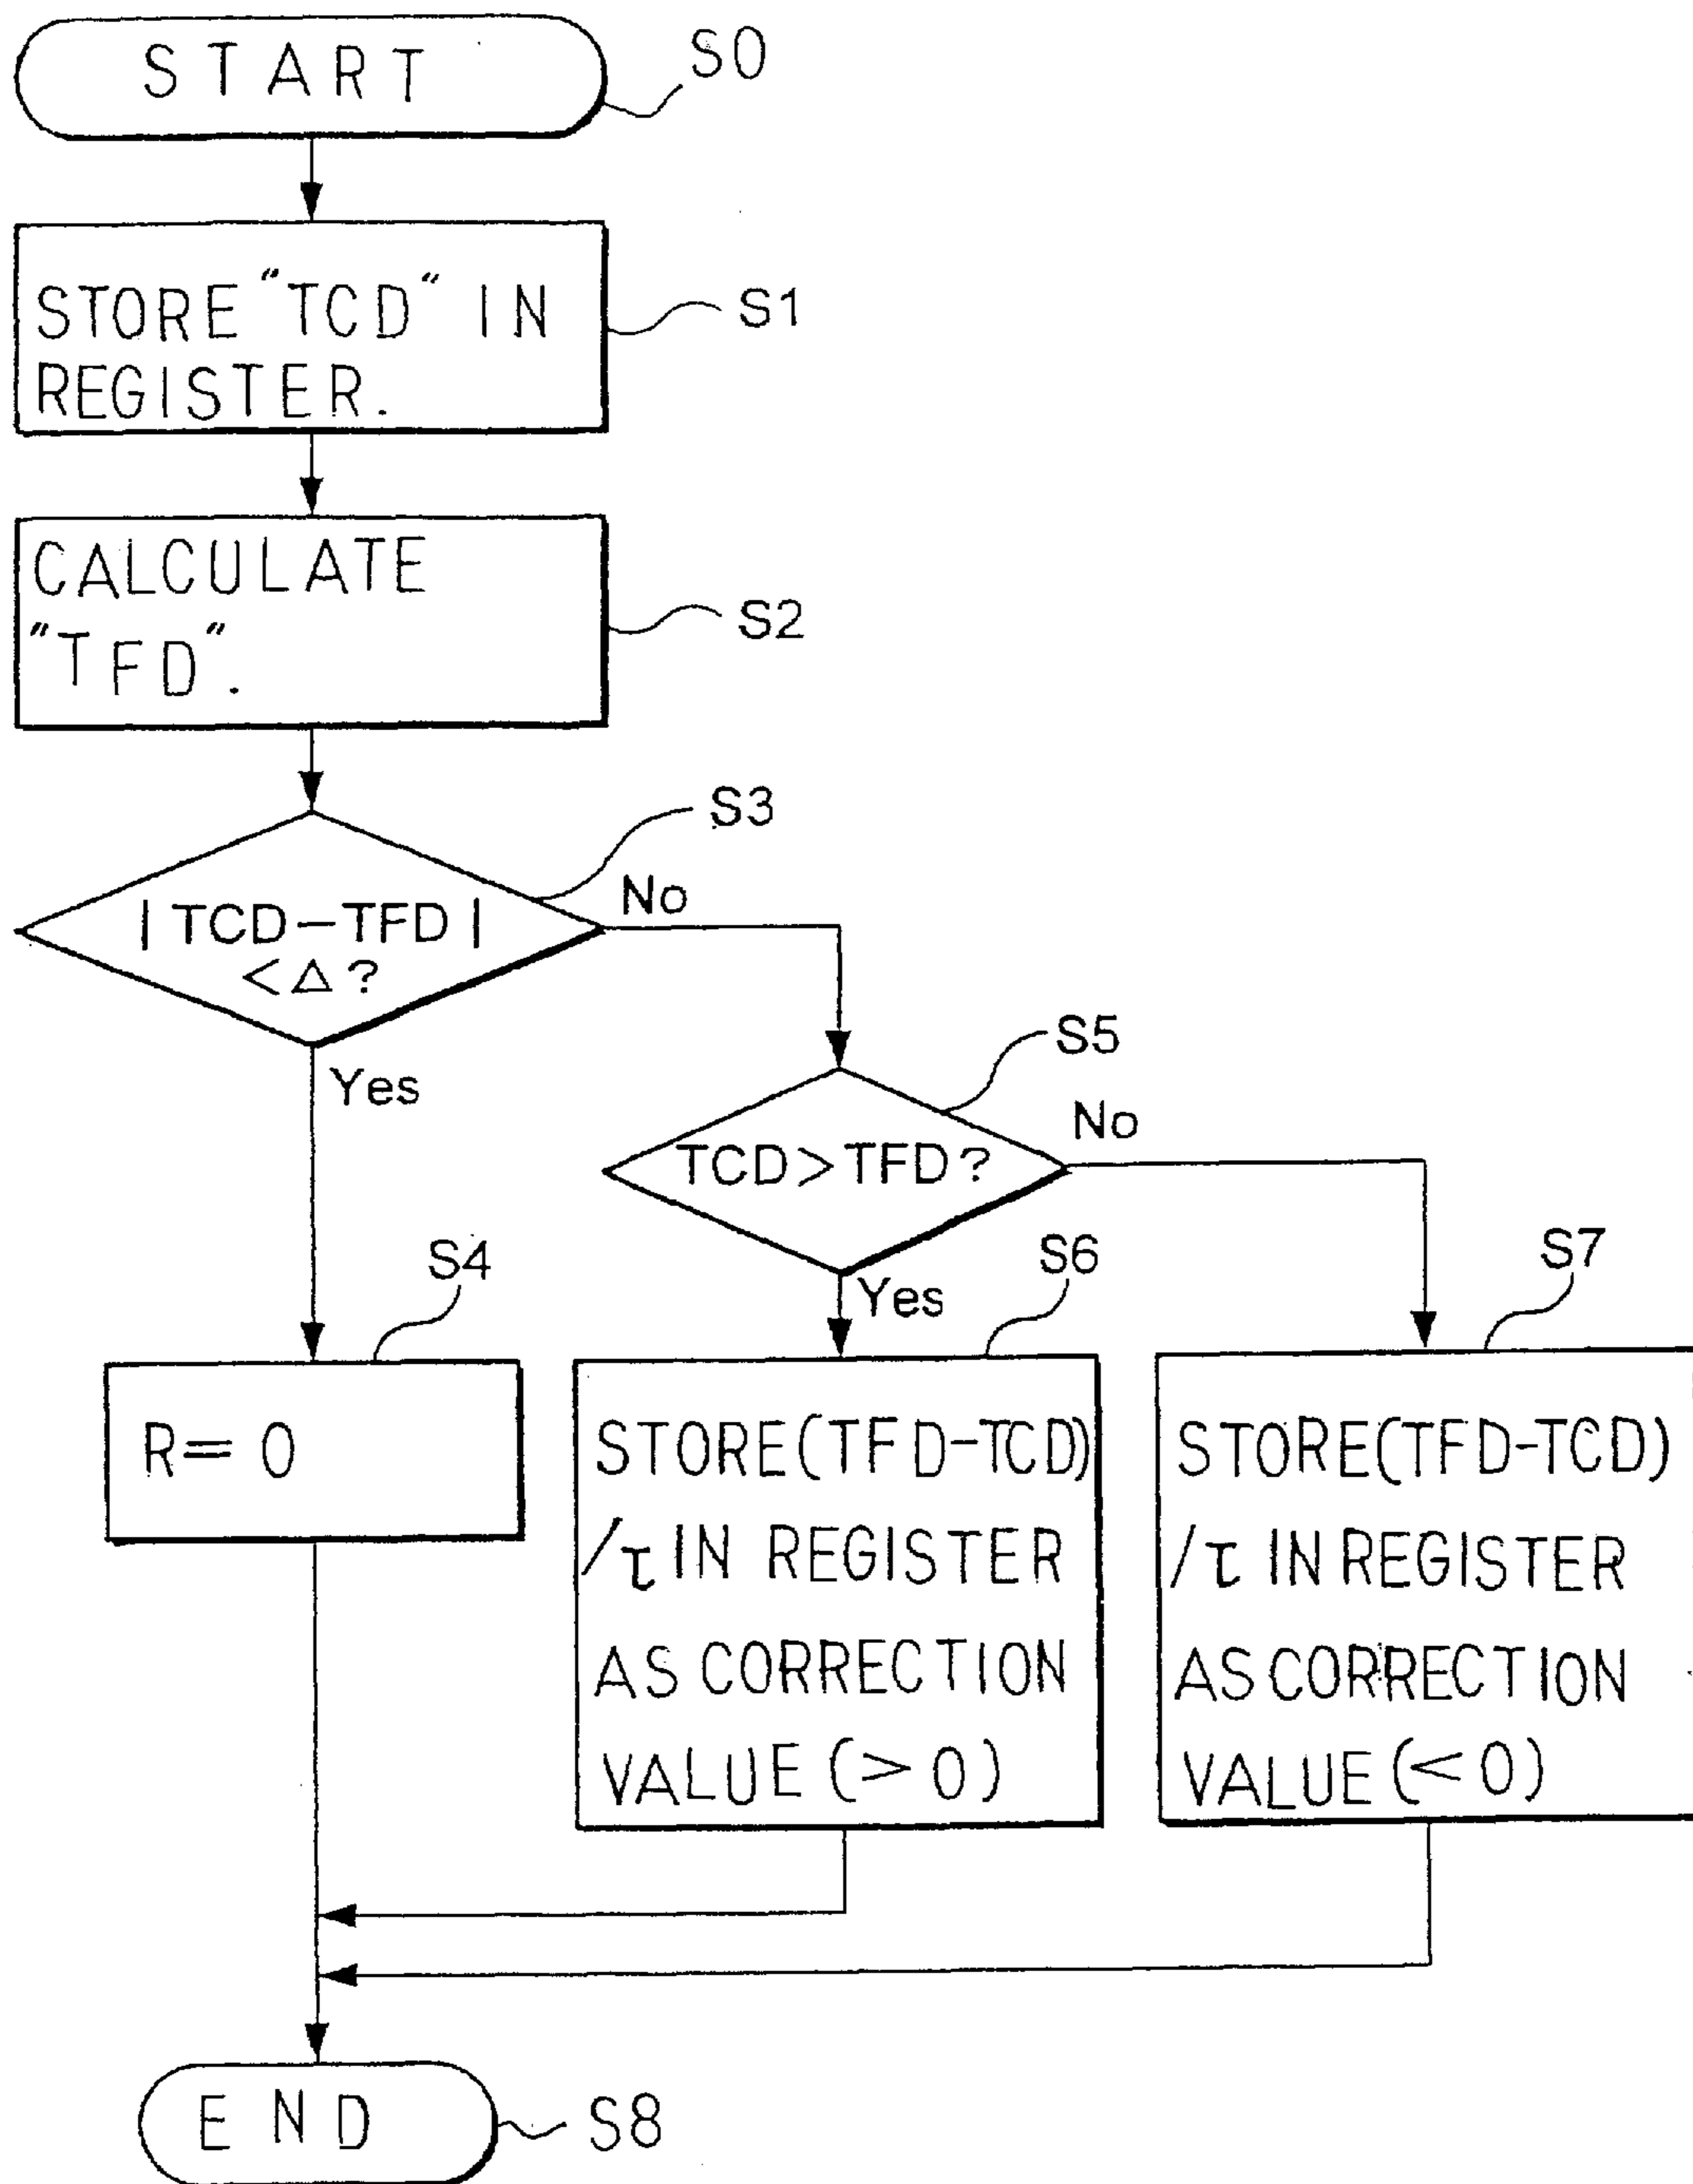 START
S0
STORE "TCD" IN
REGISTER.
S1
CALCULATE
"TFD".
S2
S3
| TCD-TFD |
<△?
No
Yes
S5
TCD>TFD?
No
Yes
S4
R=0
S6
STORE(TFD-TCD)
/τ IN REGISTER
AS CORRECTION
VALUE (>0)
S7
STORE(TFD-TCD)
/τ IN REGISTER
AS CORRECTION
VALUE (<0)
END
S8